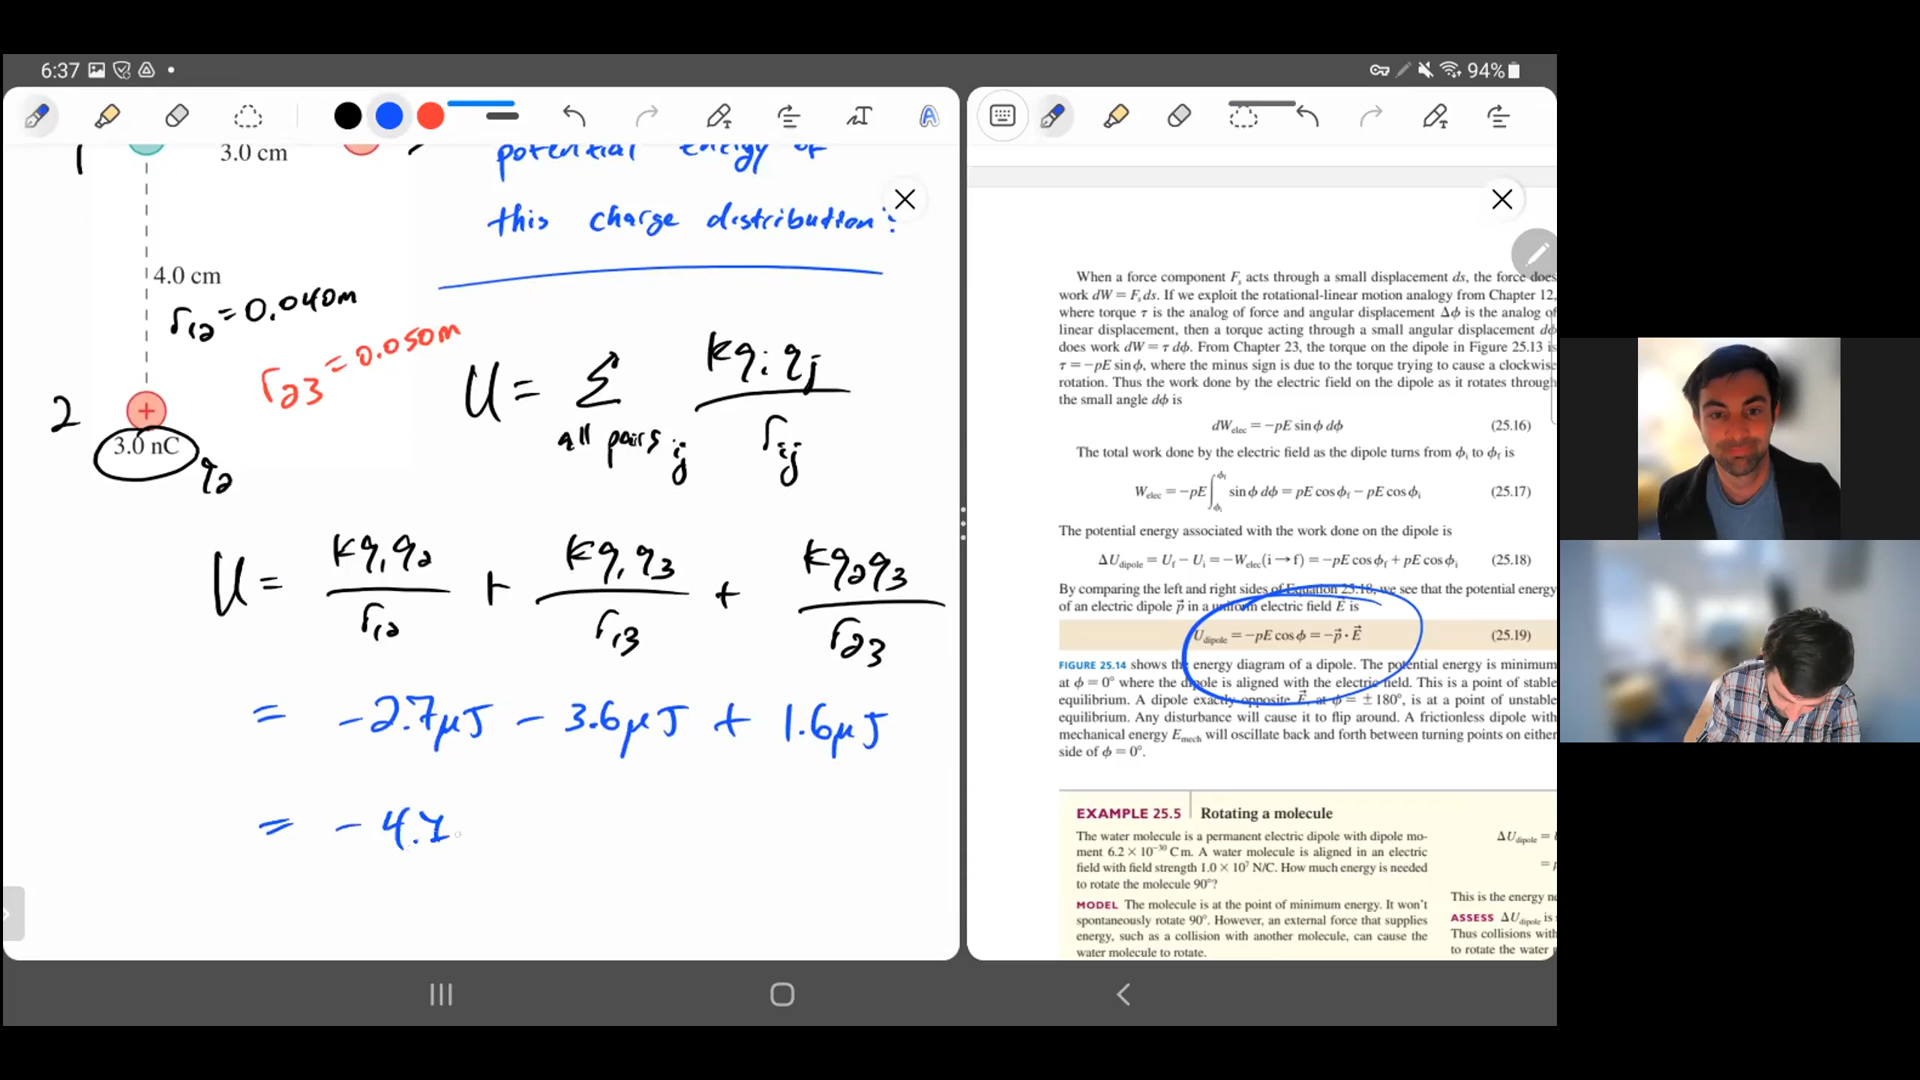 6:37
94%
1
3.0 cm
potential energy of
this charge distribution?
4.0 cm
r₁₂ = 0.040m
r₂₃ = 0.050m
2
+
3.0 nC
q₂
U = Σ kqᵢqⱼ / rᵢⱼ
all pairs ij
U = kq₁q₂ / r₁₂ + kq₁q₃ / r₁₃ + kq₂q₃ / r₂₃
= -2.7μJ - 3.6μJ + 1.6μJ
= -4.7
When a force component Fₛ acts through a small displacement ds, the force does
work dW = Fₛ ds. If we exploit the rotational-linear motion analogy from Chapter 12,
where torque τ is the analog of force and angular displacement Δϕ is the analog of
linear displacement, then a torque acting through a small angular displacement dϕ
does work dW = τ dϕ. From Chapter 23, the torque on the dipole in Figure 25.13 is
τ = −pE sin ϕ, where the minus sign is due to the torque trying to cause a clockwise
rotation. Thus the work done by the electric field on the dipole as it rotates through
the small angle dϕ is
dW_elec = −pE sin ϕ dϕ (25.16)
The total work done by the electric field as the dipole turns from ϕᵢ to ϕ_f is
W_elec = −pE ∫_ϕᵢ^ϕ_f sin ϕ dϕ = pE cos ϕ_f − pE cos ϕᵢ (25.17)
The potential energy associated with the work done on the dipole is
ΔU_dipole = U_f − Uᵢ = −W_elec(i → f) = −pE cos ϕ_f + pE cos ϕᵢ (25.18)
By comparing the left and right sides of Equation 25.18, we see that the potential energy
of an electric dipole p⃗ in a uniform electric field E⃗ is
U_dipole = −pE cos ϕ = −p⃗ · E⃗ (25.19)
FIGURE 25.14 shows the energy diagram of a dipole. The potential energy is minimum
at ϕ = 0° where the dipole is aligned with the electric field. This is a point of stable
equilibrium. A dipole exactly opposite E⃗, at ϕ = ±180°, is at a point of unstable
equilibrium. Any disturbance will cause it to flip around. A frictionless dipole with
mechanical energy E_mech will oscillate back and forth between turning points on either
side of ϕ = 0°.
EXAMPLE 25.5 Rotating a molecule
The water molecule is a permanent electric dipole with dipole mo-
ment 6.2 × 10⁻³⁰ C m. A water molecule is aligned in an electric
field with field strength 1.0 × 10⁷ N/C. How much energy is needed
to rotate the molecule 90°?
MODEL The molecule is at the point of minimum energy. It won't
spontaneously rotate 90°. However, an external force that supplies
energy, such as a collision with another molecule, can cause the
water molecule to rotate.
ΔU_dipole =
=
This is the energy
ASSESS ΔU_dipole is
Thus collisions with
to rotate the water